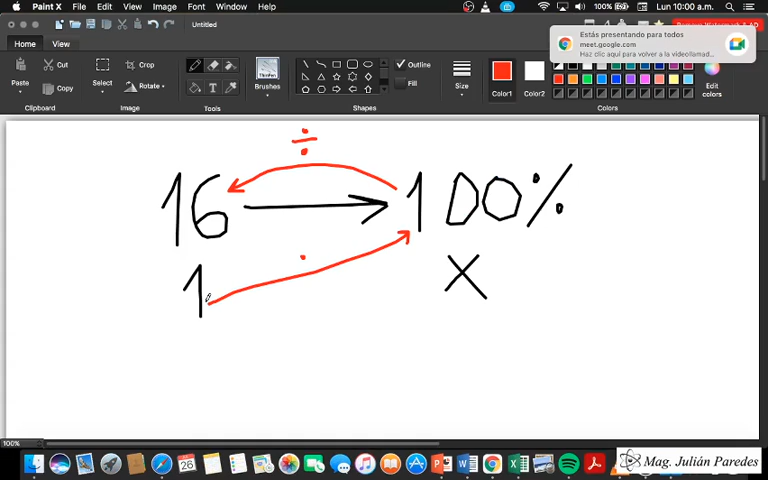 Paint X File Edit View Font Image Window Help 100% Lun 10:00 a.m.
Untitled
Estás presentando para todos
meet.google.com
Haz clic aquí para volver a la videollamad...
Home View
Paste Cut Copy Select Crop Rotate Brushes Outline Fill Size Color1 Color2 Edit colors
Clipboard Image Tools Shapes Colors
÷
16 → 100%
·
1 X
100%
Mag. Julián Paredes